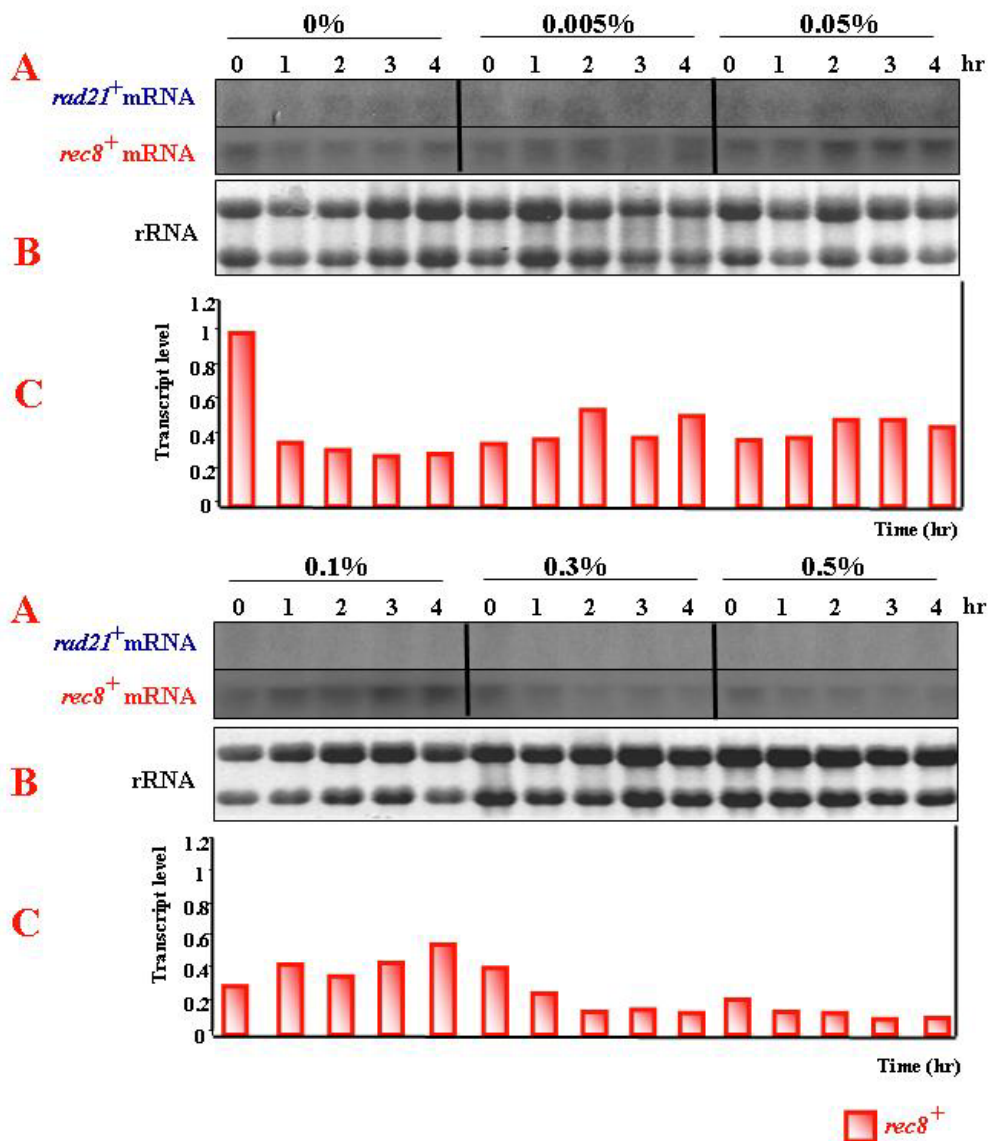 0% 0.005% 0.05%
A 0 1 2 3 4 0 1 2 3 4 0 1 2 3 4 hr
rad21+ mRNA
rec8+ mRNA
B rRNA
C Transcript level
1.2
1
0.8
0.6
0.4
0.2
0
Time (hr)
0.1% 0.3% 0.5%
A 0 1 2 3 4 0 1 2 3 4 0 1 2 3 4 hr
rad21+ mRNA
rec8+ mRNA
B rRNA
C Transcript level
1.2
1
0.8
0.6
0.4
0.2
0
Time (hr)
rec8+